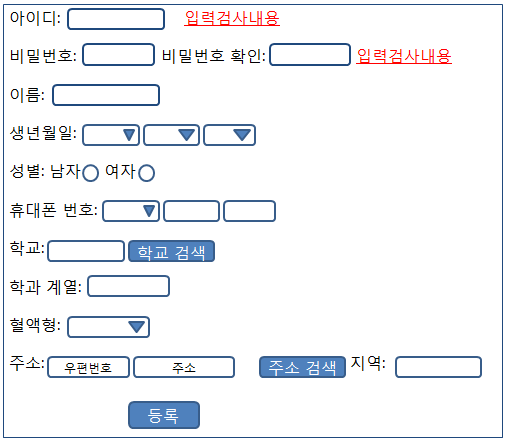 아이디: 입력검사내용
비밀번호: 비밀번호 확인: 입력검사내용
이름:
생년월일:
성별: 남자 여자
휴대폰 번호:
학교: 학교 검색
학과 계열:
혈액형:
주소: 우편번호 주소 주소 검색 지역:
등록